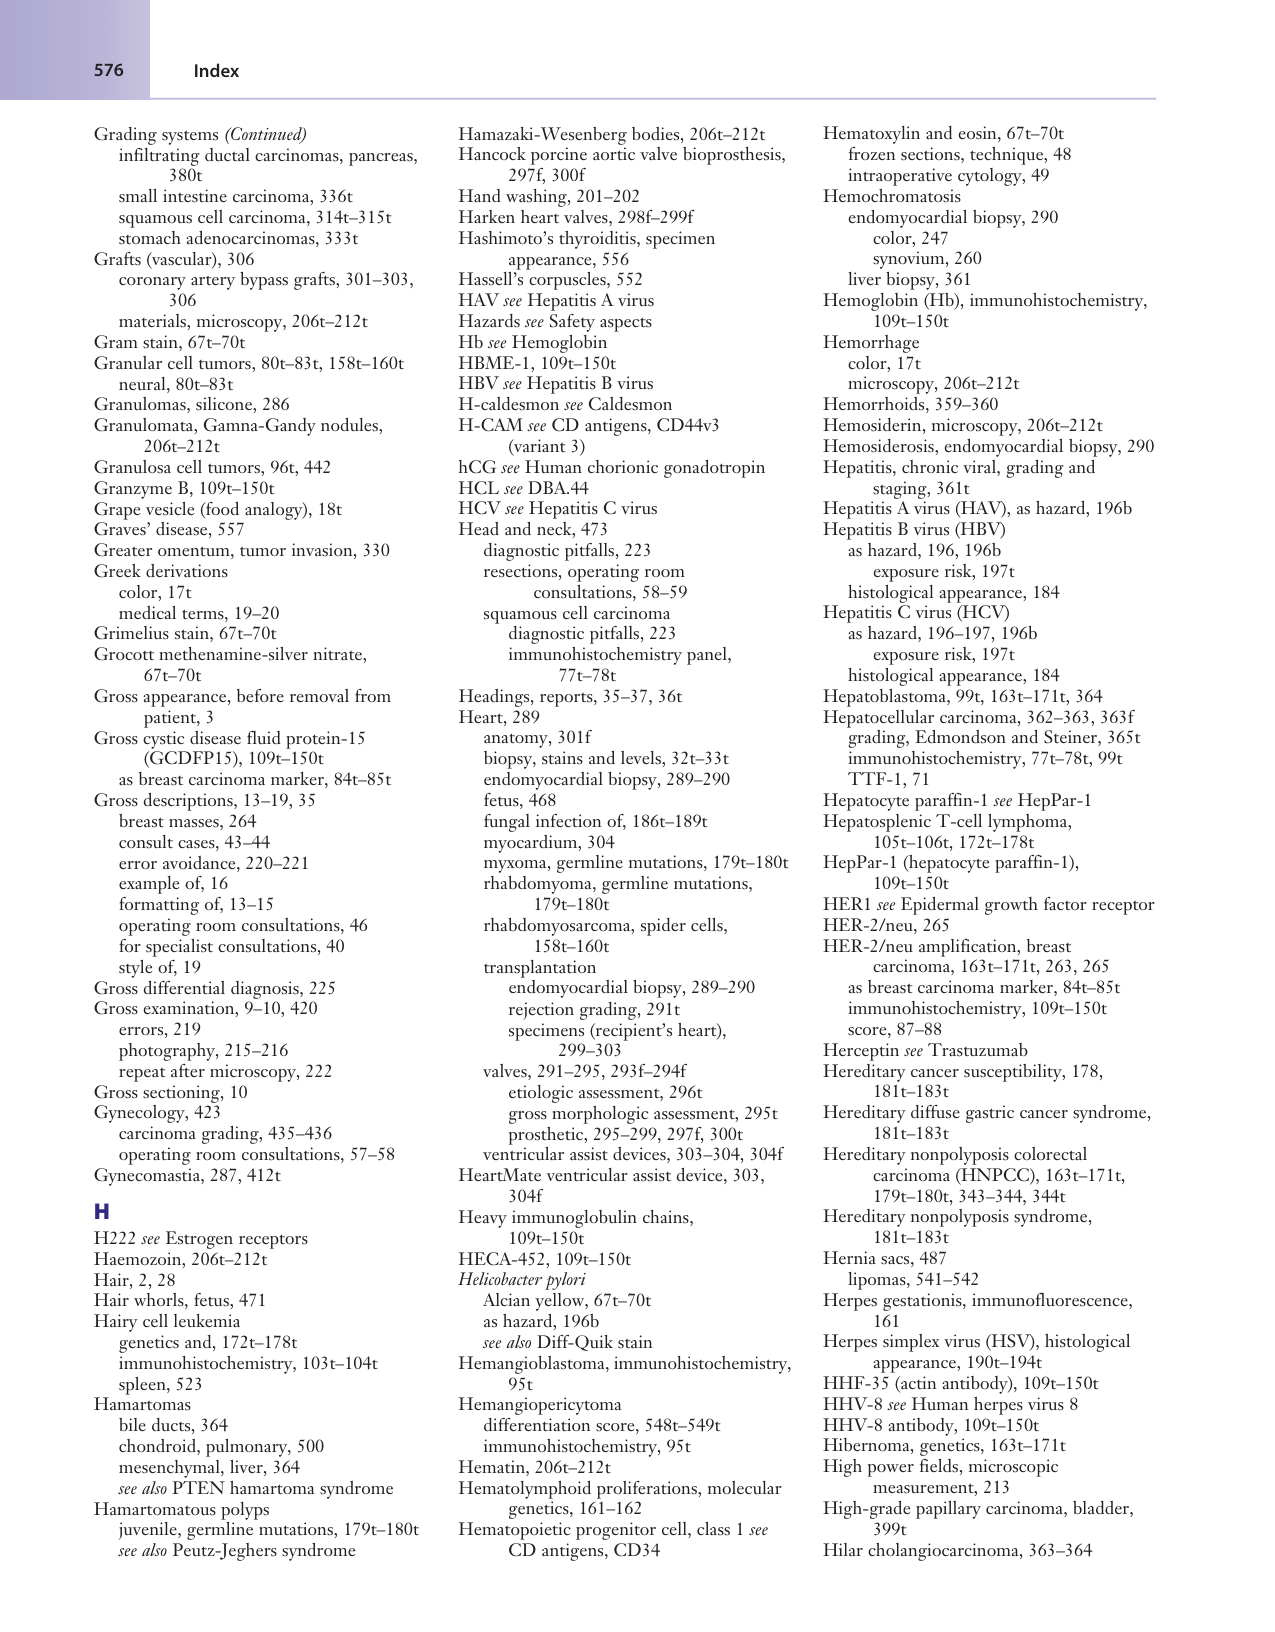 576
Index
Grading systems (Continued)
infiltrating ductal carcinomas, pancreas,
380t
small intestine carcinoma, 336t
squamous cell carcinoma, 314t–315t
stomach adenocarcinomas, 333t
Grafts (vascular), 306
coronary artery bypass grafts, 301–303,
306
materials, microscopy, 206t–212t
Gram stain, 67t–70t
Granular cell tumors, 80t–83t, 158t–160t
neural, 80t–83t
Granulomas, silicone, 286
Granulomata, Gamna-Gandy nodules,
206t–212t
Granulosa cell tumors, 96t, 442
Granzyme B, 109t–150t
Grape vesicle (food analogy), 18t
Graves’ disease, 557
Greater omentum, tumor invasion, 330
Greek derivations
color, 17t
medical terms, 19–20
Grimelius stain, 67t–70t
Grocott methenamine-silver nitrate,
67t–70t
Gross appearance, before removal from
patient, 3
Gross cystic disease fluid protein-15
(GCDFP15), 109t–150t
as breast carcinoma marker, 84t–85t
Gross descriptions, 13–19, 35
breast masses, 264
consult cases, 43–44
error avoidance, 220–221
example of, 16
formatting of, 13–15
operating room consultations, 46
for specialist consultations, 40
style of, 19
Gross differential diagnosis, 225
Gross examination, 9–10, 420
errors, 219
photography, 215–216
repeat after microscopy, 222
Gross sectioning, 10
Gynecology, 423
carcinoma grading, 435–436
operating room consultations, 57–58
Gynecomastia, 287, 412t
H
H222 see Estrogen receptors
Haemozoin, 206t–212t
Hair, 2, 28
Hair whorls, fetus, 471
Hairy cell leukemia
genetics and, 172t–178t
immunohistochemistry, 103t–104t
spleen, 523
Hamartomas
bile ducts, 364
chondroid, pulmonary, 500
mesenchymal, liver, 364
see also PTEN hamartoma syndrome
Hamartomatous polyps
juvenile, germline mutations, 179t–180t
see also Peutz-Jeghers syndrome
Hamazaki-Wesenberg bodies, 206t–212t
Hancock porcine aortic valve bioprosthesis,
297f, 300f
Hand washing, 201–202
Harken heart valves, 298f–299f
Hashimoto’s thyroiditis, specimen
appearance, 556
Hassell’s corpuscles, 552
HAV see Hepatitis A virus
Hazards see Safety aspects
Hb see Hemoglobin
HBME-1, 109t–150t
HBV see Hepatitis B virus
H-caldesmon see Caldesmon
H-CAM see CD antigens, CD44v3
(variant 3)
hCG see Human chorionic gonadotropin
HCL see DBA.44
HCV see Hepatitis C virus
Head and neck, 473
diagnostic pitfalls, 223
resections, operating room
consultations, 58–59
squamous cell carcinoma
diagnostic pitfalls, 223
immunohistochemistry panel,
77t–78t
Headings, reports, 35–37, 36t
Heart, 289
anatomy, 301f
biopsy, stains and levels, 32t–33t
endomyocardial biopsy, 289–290
fetus, 468
fungal infection of, 186t–189t
myocardium, 304
myxoma, germline mutations, 179t–180t
rhabdomyoma, germline mutations,
179t–180t
rhabdomyosarcoma, spider cells,
158t–160t
transplantation
endomyocardial biopsy, 289–290
rejection grading, 291t
specimens (recipient’s heart),
299–303
valves, 291–295, 293f–294f
etiologic assessment, 296t
gross morphologic assessment, 295t
prosthetic, 295–299, 297f, 300t
ventricular assist devices, 303–304, 304f
HeartMate ventricular assist device, 303,
304f
Heavy immunoglobulin chains,
109t–150t
HECA-452, 109t–150t
Helicobacter pylori
Alcian yellow, 67t–70t
as hazard, 196b
see also Diff-Quik stain
Hemangioblastoma, immunohistochemistry,
95t
Hemangiopericytoma
differentiation score, 548t–549t
immunohistochemistry, 95t
Hematin, 206t–212t
Hematolymphoid proliferations, molecular
genetics, 161–162
Hematopoietic progenitor cell, class 1 see
CD antigens, CD34
Hematoxylin and eosin, 67t–70t
frozen sections, technique, 48
intraoperative cytology, 49
Hemochromatosis
endomyocardial biopsy, 290
color, 247
synovium, 260
liver biopsy, 361
Hemoglobin (Hb), immunohistochemistry,
109t–150t
Hemorrhage
color, 17t
microscopy, 206t–212t
Hemorrhoids, 359–360
Hemosiderin, microscopy, 206t–212t
Hemosiderosis, endomyocardial biopsy, 290
Hepatitis, chronic viral, grading and
staging, 361t
Hepatitis A virus (HAV), as hazard, 196b
Hepatitis B virus (HBV)
as hazard, 196, 196b
exposure risk, 197t
histological appearance, 184
Hepatitis C virus (HCV)
as hazard, 196–197, 196b
exposure risk, 197t
histological appearance, 184
Hepatoblastoma, 99t, 163t–171t, 364
Hepatocellular carcinoma, 362–363, 363f
grading, Edmondson and Steiner, 365t
immunohistochemistry, 77t–78t, 99t
TTF-1, 71
Hepatocyte paraffin-1 see HepPar-1
Hepatosplenic T-cell lymphoma,
105t–106t, 172t–178t
HepPar-1 (hepatocyte paraffin-1),
109t–150t
HER1 see Epidermal growth factor receptor
HER-2/neu, 265
HER-2/neu amplification, breast
carcinoma, 163t–171t, 263, 265
as breast carcinoma marker, 84t–85t
immunohistochemistry, 109t–150t
score, 87–88
Herceptin see Trastuzumab
Hereditary cancer susceptibility, 178,
181t–183t
Hereditary diffuse gastric cancer syndrome,
181t–183t
Hereditary nonpolyposis colorectal
carcinoma (HNPCC), 163t–171t,
179t–180t, 343–344, 344t
Hereditary nonpolyposis syndrome,
181t–183t
Hernia sacs, 487
lipomas, 541–542
Herpes gestationis, immunofluorescence,
161
Herpes simplex virus (HSV), histological
appearance, 190t–194t
HHF-35 (actin antibody), 109t–150t
HHV-8 see Human herpes virus 8
HHV-8 antibody, 109t–150t
Hibernoma, genetics, 163t–171t
High power fields, microscopic
measurement, 213
High-grade papillary carcinoma, bladder,
399t
Hilar cholangiocarcinoma, 363–364